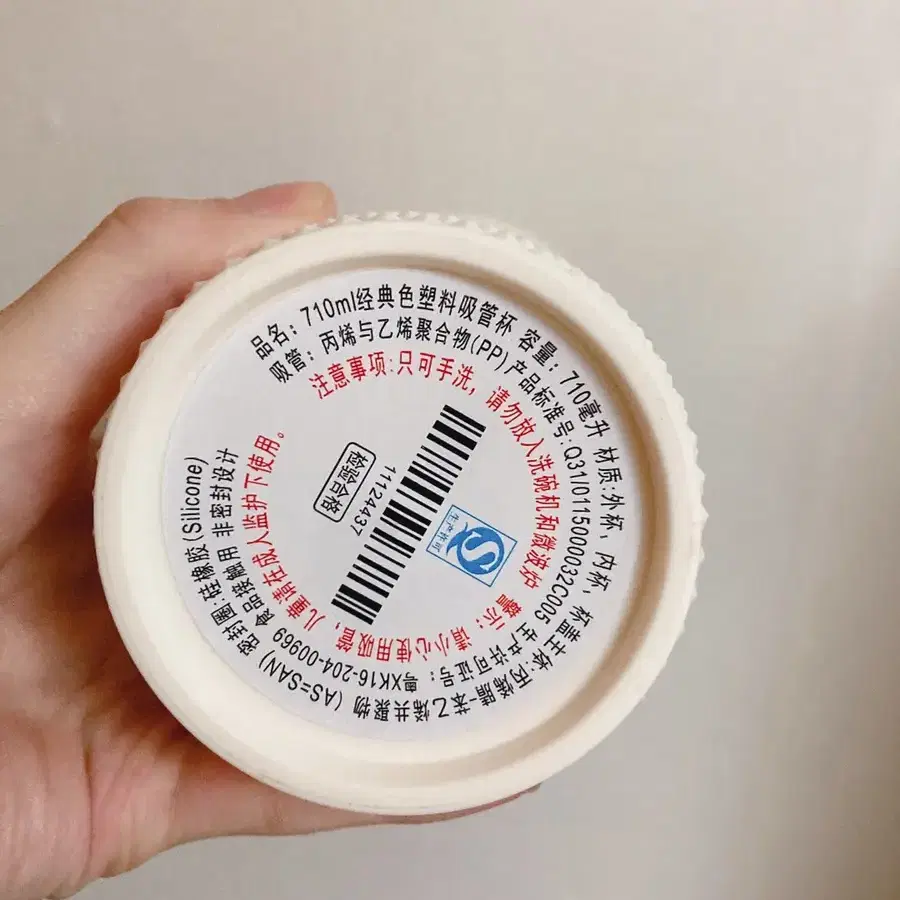 品名：710ml经典色塑料吸管杯 容量：710毫升 材质:外杯，内杯，杯盖主体:丙烯腈-苯乙烯共聚物 (AS=SAN) 密封圈:硅橡胶(Silicone)
吸管：丙烯与乙烯聚合物(PP)产品标准号:Q31/0115000032C005 生产许可证号：粤XK16-204-00969 食品接触用 非密封设计
注意事项:只可手洗，请勿放入洗碗机和微波炉 警示：请小心使用吸管，儿童请在成人监护下使用。
检验合格
11124437
生产许可